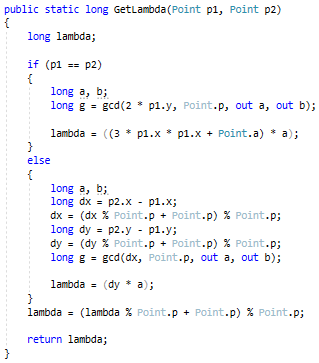 public static long GetLambda(Point p1, Point p2)
{
long lambda;
if (p1 == p2)
{
long a, b;
long g = gcd(2 * p1.y, Point.p, out a, out b);
lambda = ((3 * p1.x * p1.x + Point.a) * a);
}
else
{
long a, b;
long dx = p2.x - p1.x;
dx = (dx % Point.p + Point.p) % Point.p;
long dy = p2.y - p1.y;
dy = (dy % Point.p + Point.p) % Point.p;
long g = gcd(dx, Point.p, out a, out b);
lambda = (dy * a);
}
lambda = (lambda % Point.p + Point.p) % Point.p;
return lambda;
}